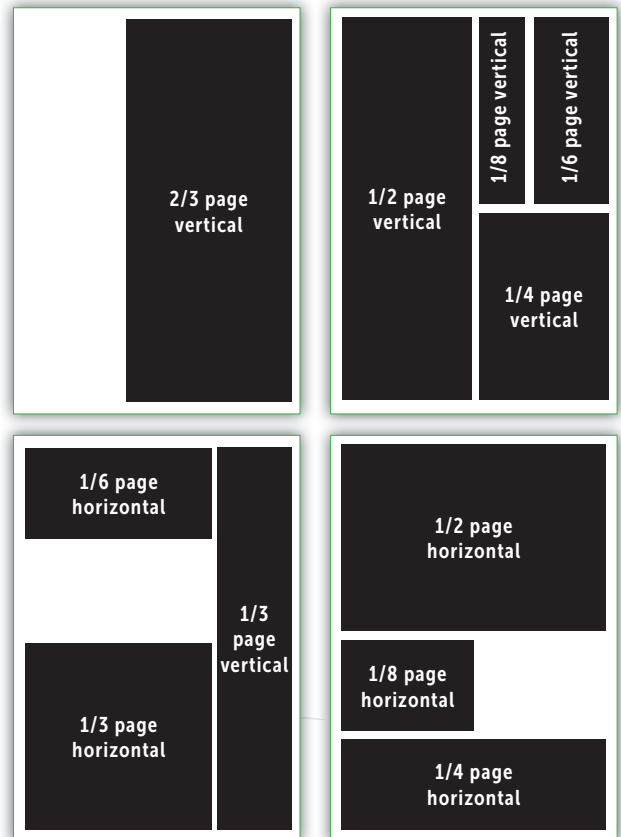 2/3 page
vertical
1/2 page
vertical
1/8 page vertical
1/6 page vertical
1/4 page
vertical
1/6 page
horizontal
1/3
page
vertical
1/3 page
horizontal
1/2 page
horizontal
1/8 page
horizontal
1/4 page
horizontal